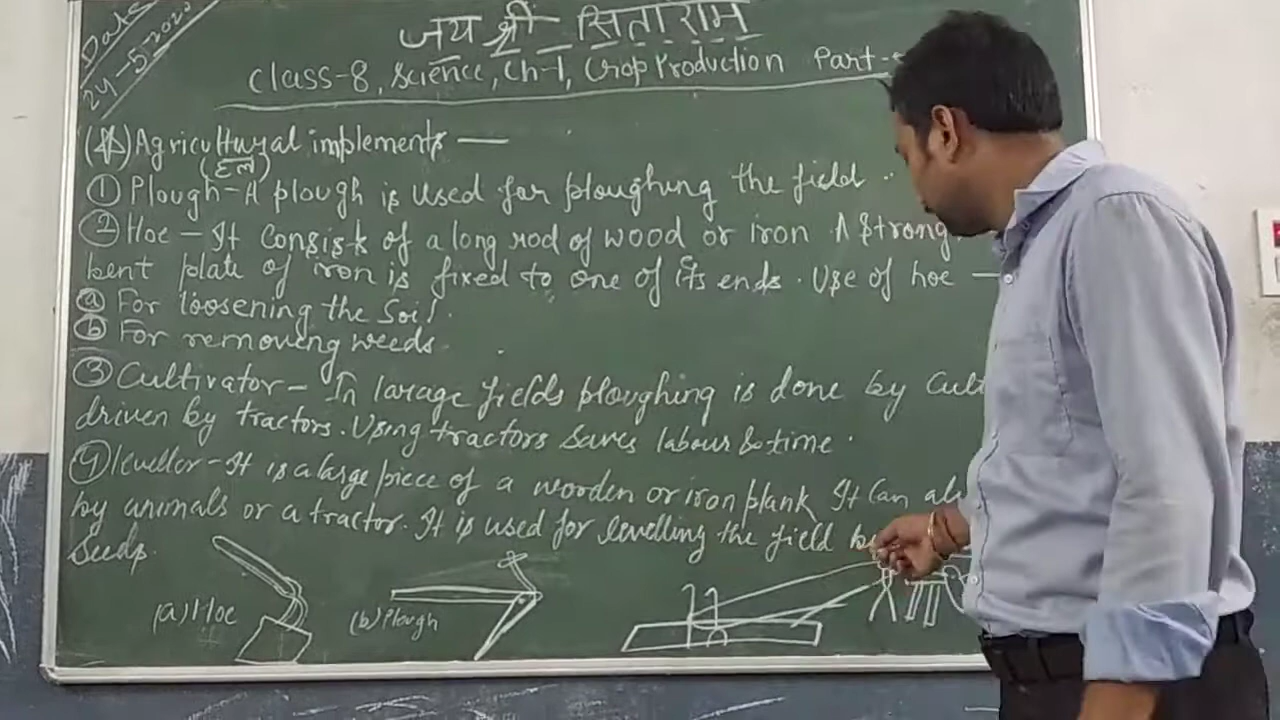 Date
24-5-2020
जय श्री सिताराम
Class-8, Science, Ch-1, Crop Production Part-
(A) Agricultural implements —
(हल)
① Plough - A plough is used for ploughing the field.
② Hoe - It consists of a long rod of wood or iron A strong
bent plate of iron is fixed to one of its ends. Use of hoe —
ⓐ For loosening the Soil.
ⓑ For removing weeds.
③ Cultivator - In larage fields ploughing is done by Cult
driven by tractors. Using tractors saves labour & time.
④ leveller - It is a large piece of a wooden or iron plank It Can al
by animals or a tractor. It is used for levelling the field
Seeds.
(a) Hoe
(b) Plough